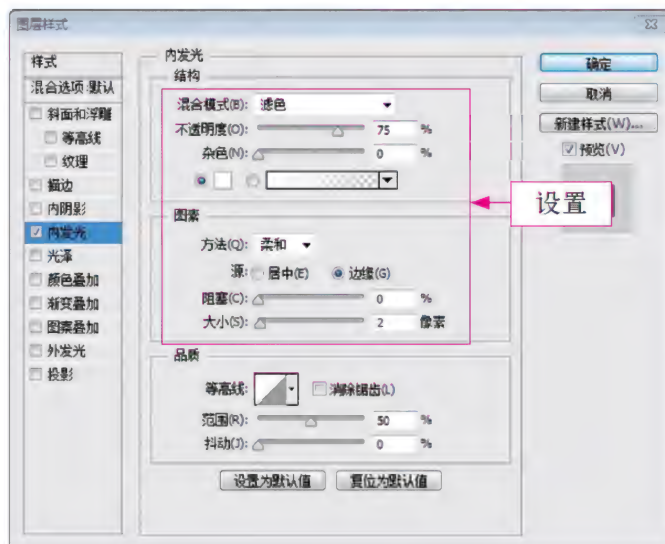 图层样式
样式
混合选项:默认
斜面和浮雕
等高线
纹理
描边
内阴影
内发光
光泽
颜色叠加
渐变叠加
图案叠加
外发光
投影
内发光
结构
混合模式(B): 滤色
不透明度(O): 75 %
杂色(N): 0 %
图素
方法(Q): 柔和
源: 居中(E) 边缘(G)
阻塞(C): 0 %
大小(S): 2 像素
品质
等高线: 消除锯齿(L)
范围(R): 50 %
抖动(J): 0 %
设置为默认值 复位为默认值
确定
取消
新建样式(W)...
预览(V)
设置